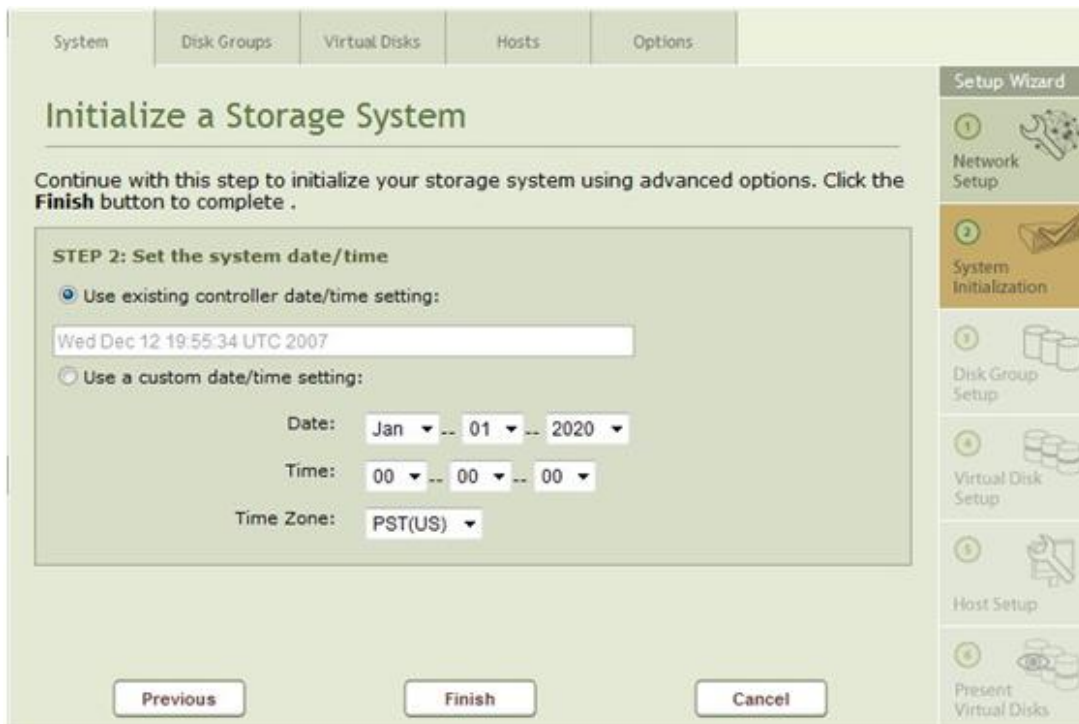 System Disk Groups Virtual Disks Hosts Options
Initialize a Storage System
Continue with this step to initialize your storage system using advanced options. Click the
Finish button to complete .
STEP 2: Set the system date/time
Use existing controller date/time setting:
Wed Dec 12 19:55:34 UTC 2007
Use a custom date/time setting:
Date: Jan -- 01 -- 2020
Time: 00 -- 00 -- 00
Time Zone: PST(US)
Previous Finish Cancel
Setup Wizard
1
Network
Setup
2
System
Initialization
3
Disk Group
Setup
4
Virtual Disk
Setup
5
Host Setup
6
Present
Virtual Disks